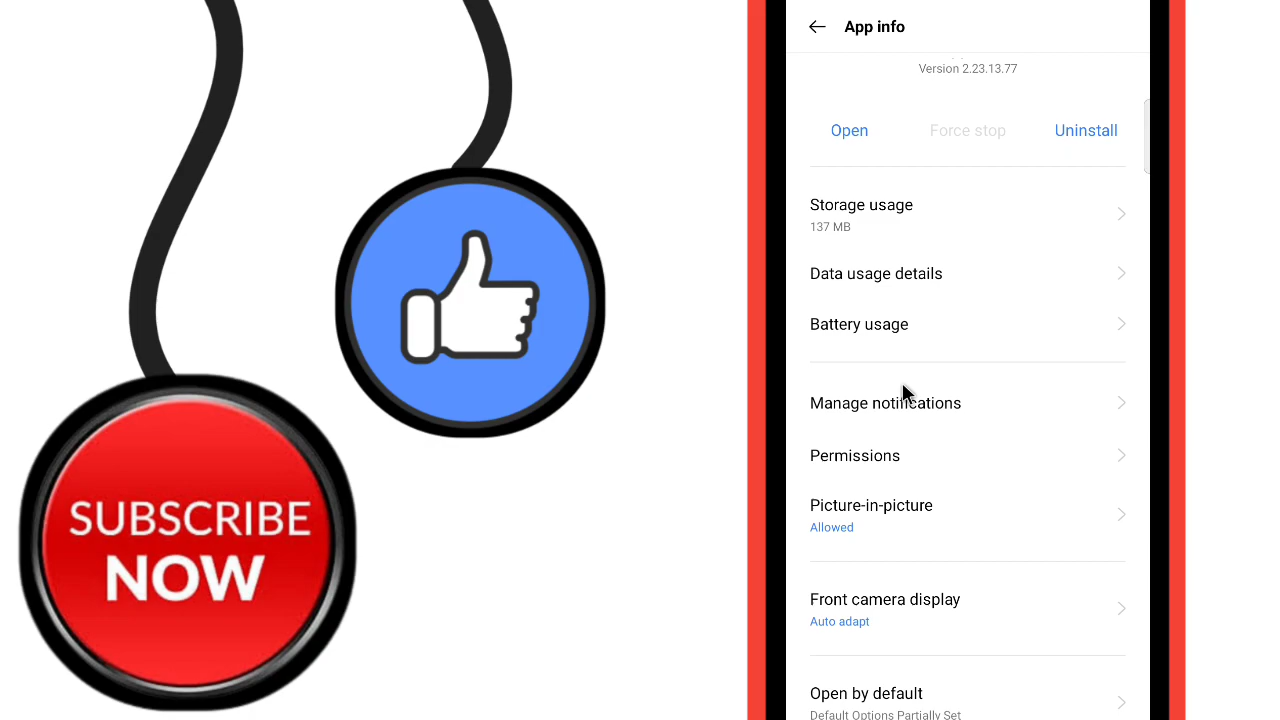 SUBSCRIBE
NOW
App info
Version 2.23.13.77
Open
Force stop
Uninstall
Storage usage
137 MB
Data usage details
Battery usage
Manage notifications
Permissions
Picture-in-picture
Allowed
Front camera display
Auto adapt
Open by default
Default Options Partially Set